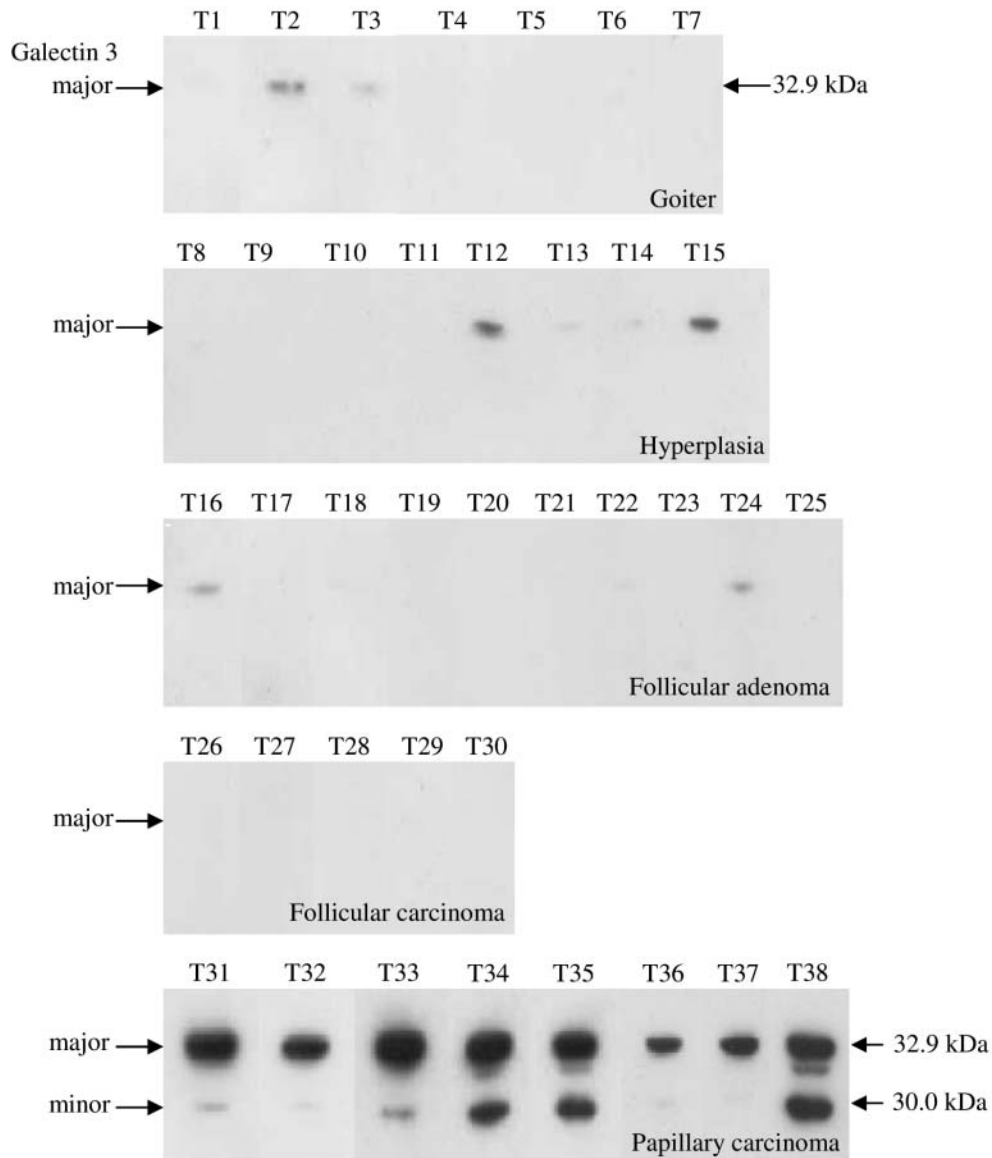 T1 T2 T3 T4 T5 T6 T7
Galectin 3
major 32.9 kDa
Goiter
T8 T9 T10 T11 T12 T13 T14 T15
major
Hyperplasia
T16 T17 T18 T19 T20 T21 T22 T23 T24 T25
major
Follicular adenoma
T26 T27 T28 T29 T30
major
Follicular carcinoma
T31 T32 T33 T34 T35 T36 T37 T38
major 32.9 kDa
minor 30.0 kDa
Papillary carcinoma